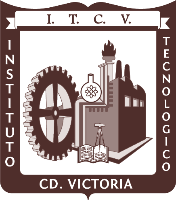 I. T. C. V.
INSTITUTO
TECNOLOGICO
CD. VICTORIA